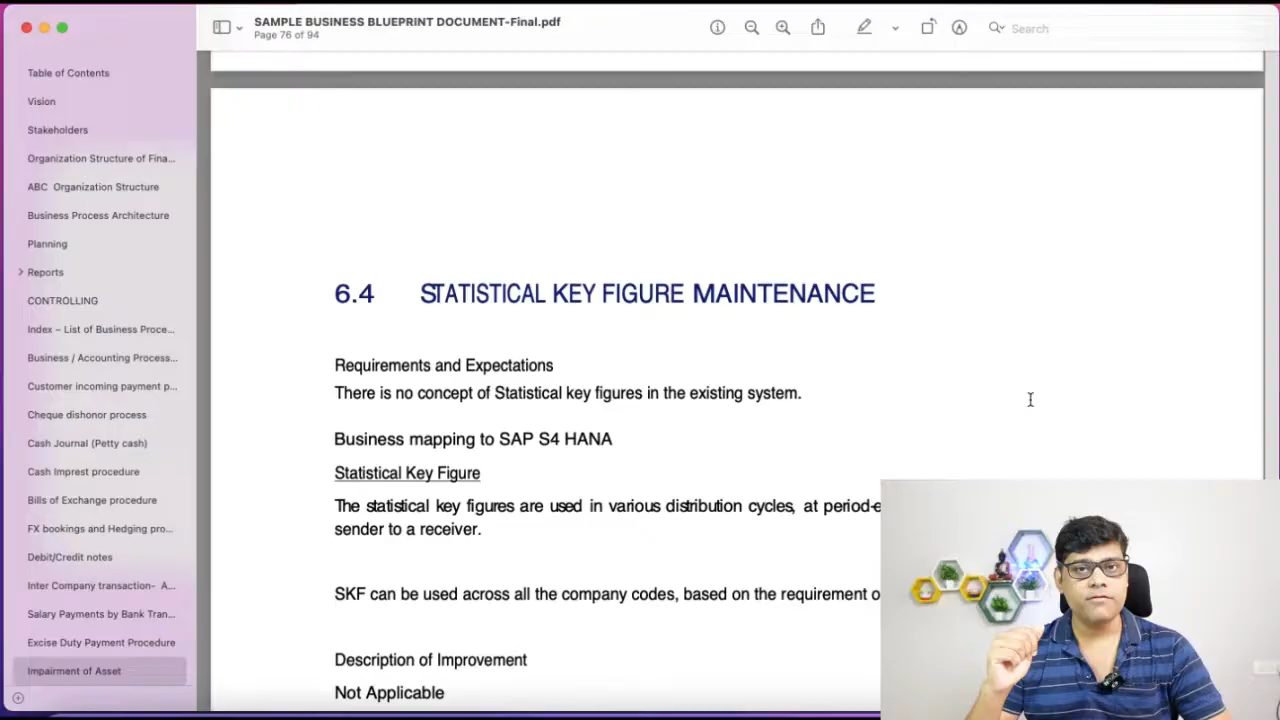 SAMPLE BUSINESS BLUEPRINT DOCUMENT-Final.pdf
Page 76 of 94
Search
Table of Contents
Vision
Stakeholders
Organization Structure of Fina...
ABC Organization Structure
Business Process Architecture
Planning
Reports
CONTROLLING
Index – List of Business Proce...
Business / Accounting Process...
Customer incoming payment p...
Cheque dishonor process
Cash Journal (Petty cash)
Cash Imprest procedure
Bills of Exchange procedure
FX bookings and Hedging pro...
Debit/Credit notes
Inter Company transaction- A...
Salary Payments by Bank Tran...
Excise Duty Payment Procedure
Impairment of Asset
6.4 STATISTICAL KEY FIGURE MAINTENANCE
Requirements and Expectations
There is no concept of Statistical key figures in the existing system.
Business mapping to SAP S4 HANA
Statistical Key Figure
The statistical key figures are used in various distribution cycles, at period-e
sender to a receiver.
SKF can be used across all the company codes, based on the requirement o
Description of Improvement
Not Applicable